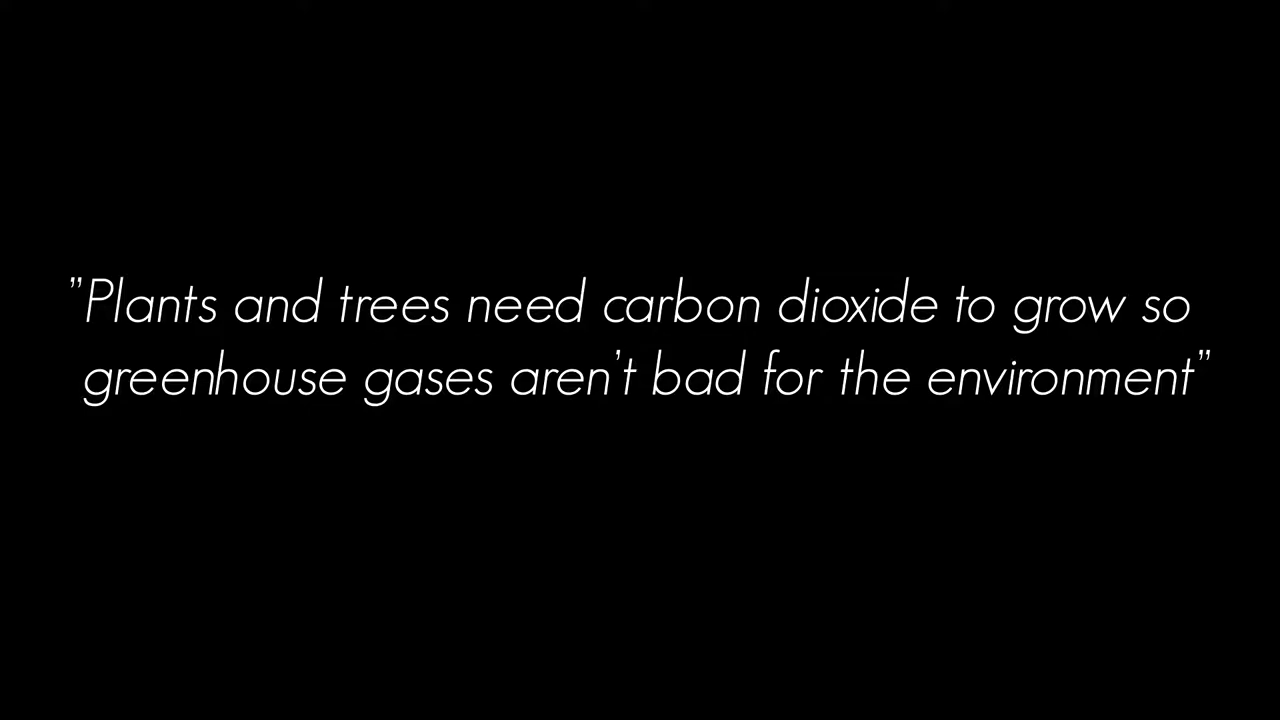 "Plants and trees need carbon dioxide to grow so
greenhouse gases aren't bad for the environment"